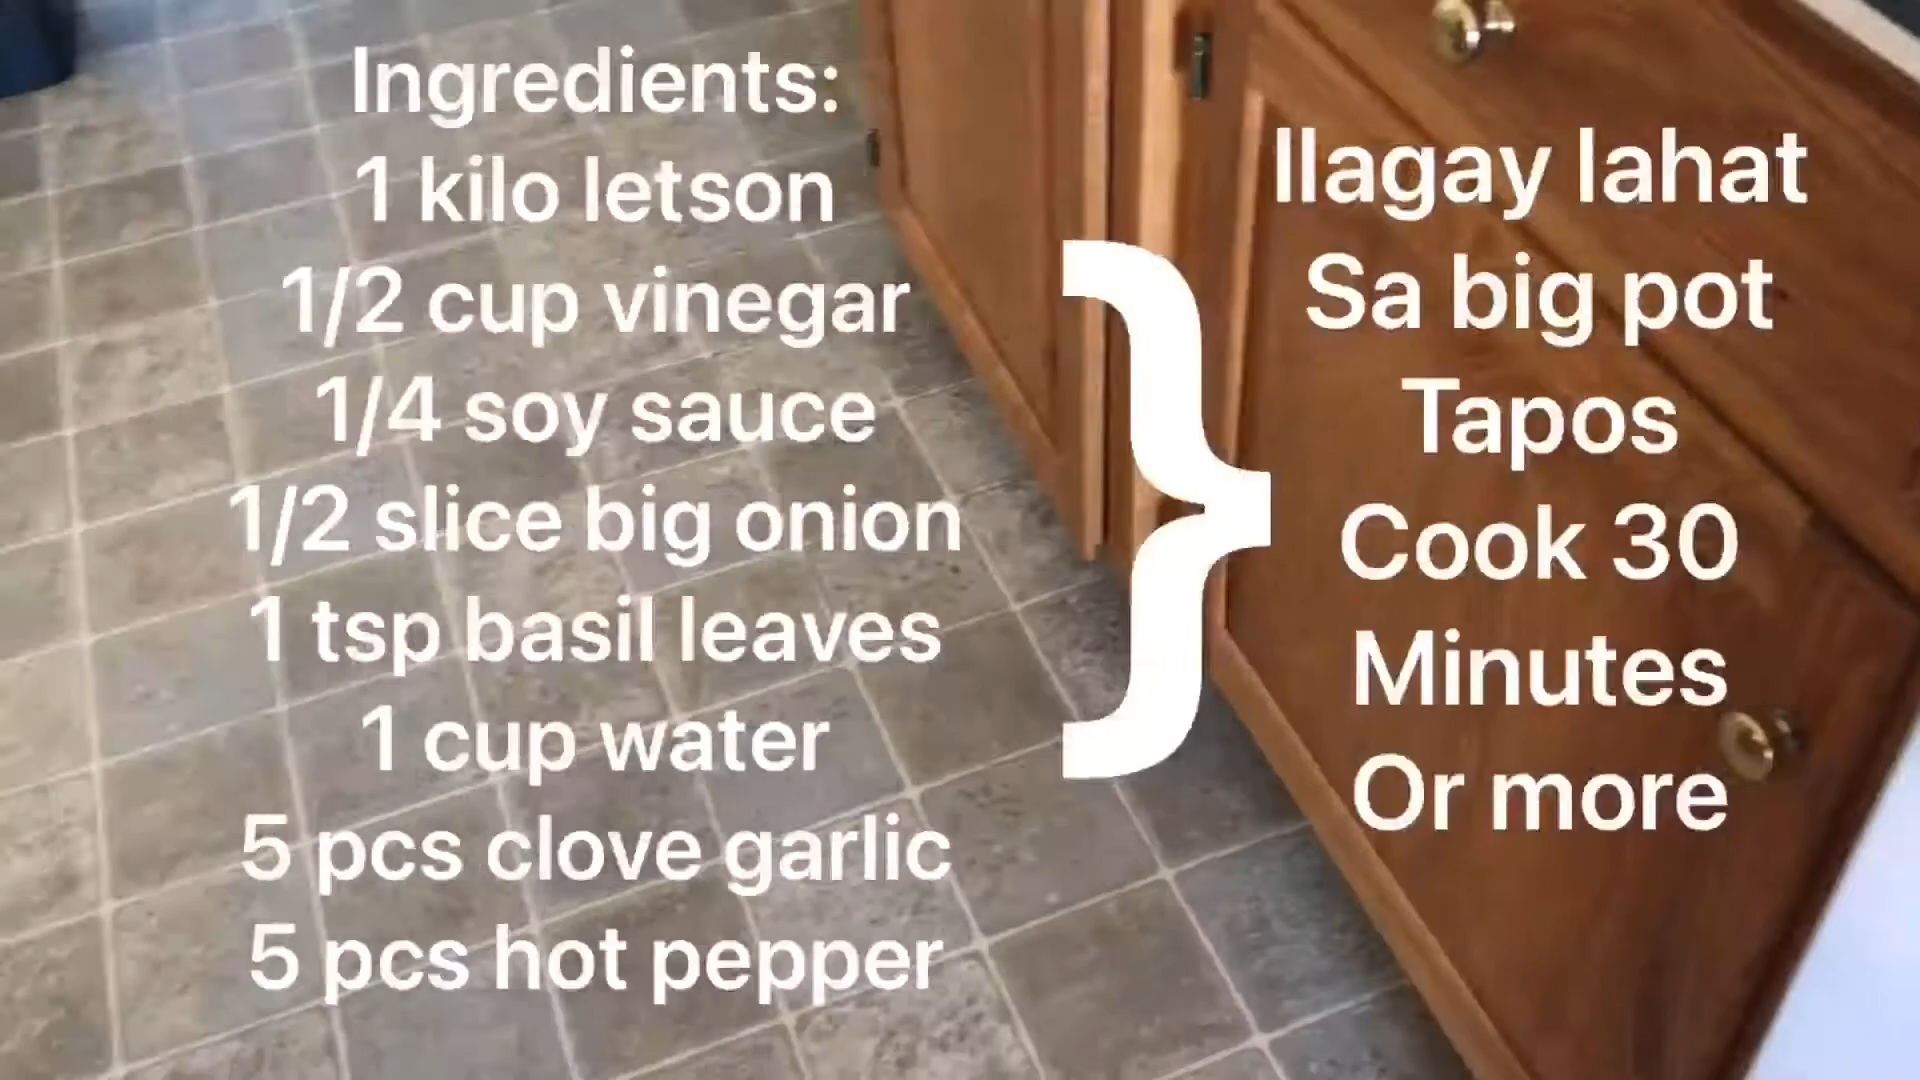 Ingredients:
1 kilo letson
1/2 cup vinegar
1/4 soy sauce
1/2 slice big onion
1 tsp basil leaves
1 cup water
5 pcs clove garlic
5 pcs hot pepper
}
Ilagay lahat
Sa big pot
Tapos
Cook 30
Minutes
Or more